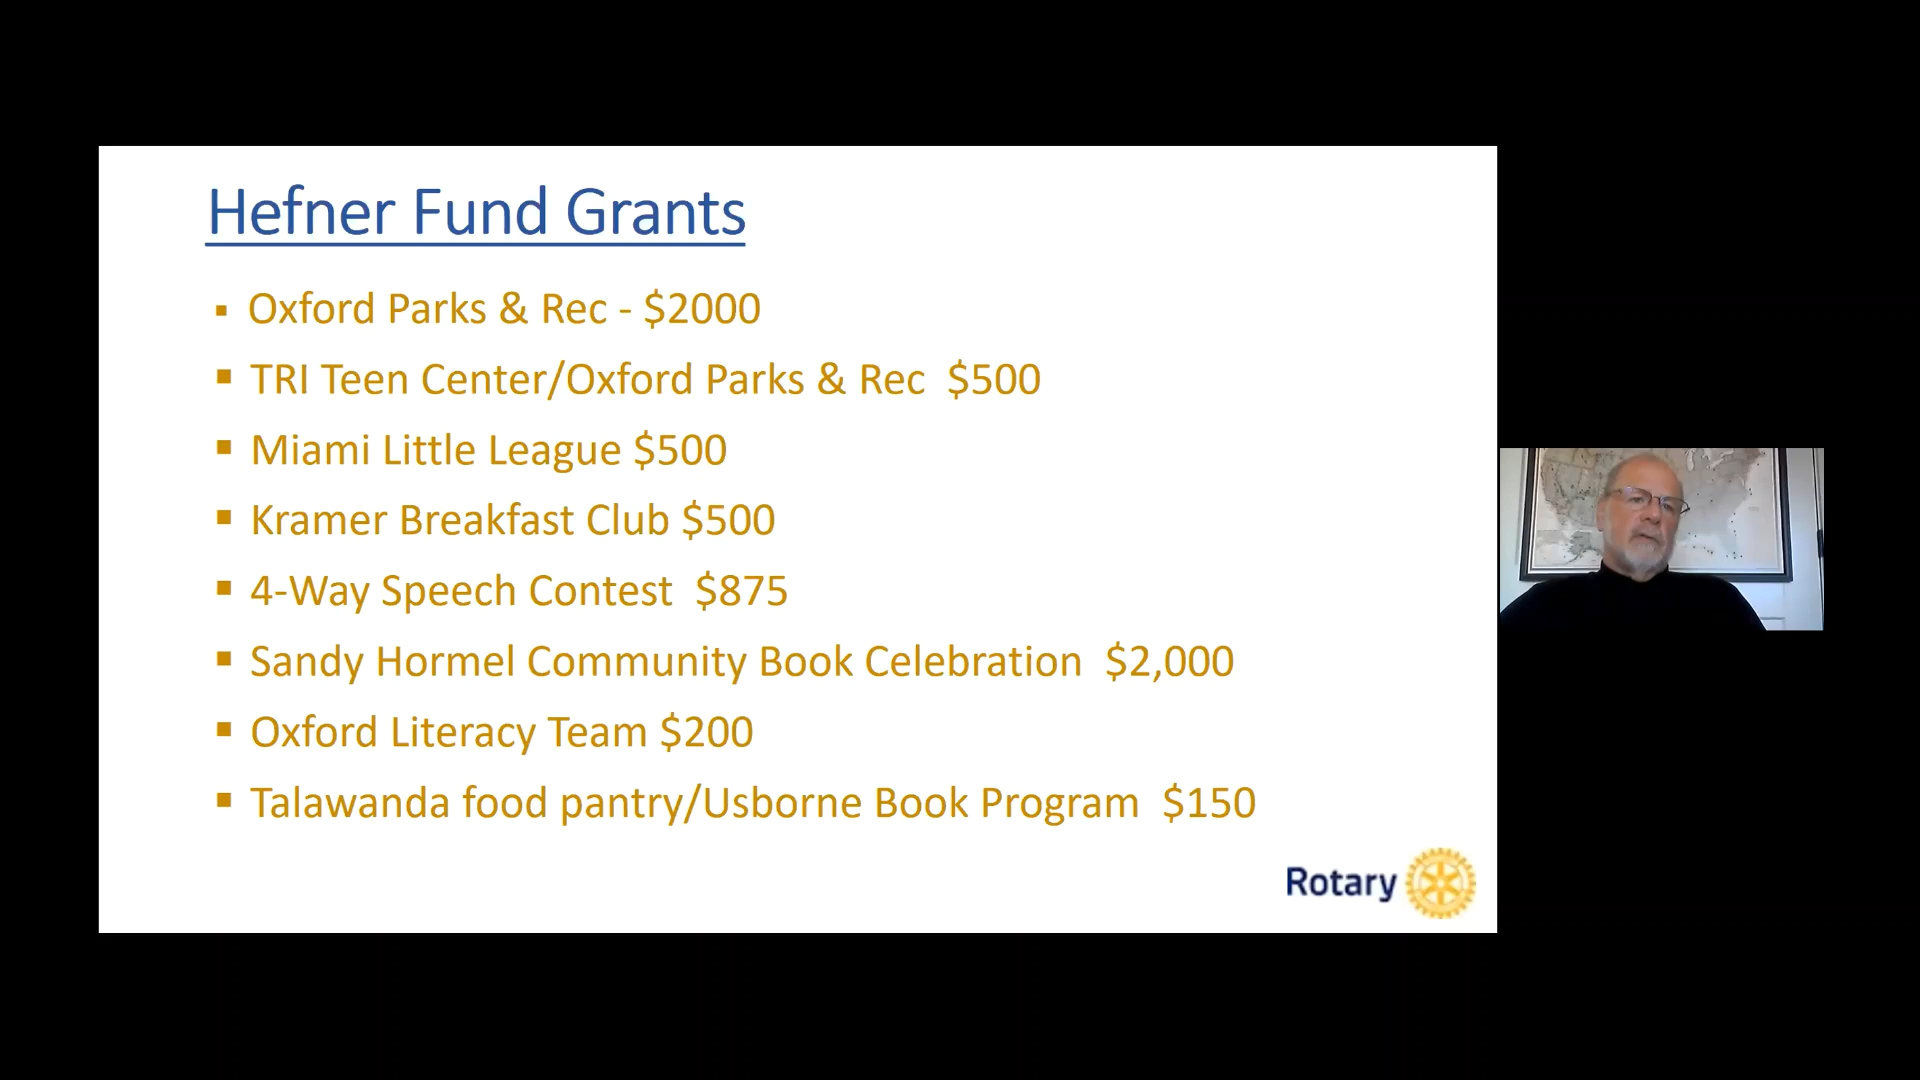 Hefner Fund Grants
▪ Oxford Parks & Rec - $2000
▪ TRI Teen Center/Oxford Parks & Rec  $500
▪ Miami Little League $500
▪ Kramer Breakfast Club $500
▪ 4-Way Speech Contest  $875
▪ Sandy Hormel Community Book Celebration  $2,000
▪ Oxford Literacy Team $200
▪ Talawanda food pantry/Usborne Book Program  $150
Rotary